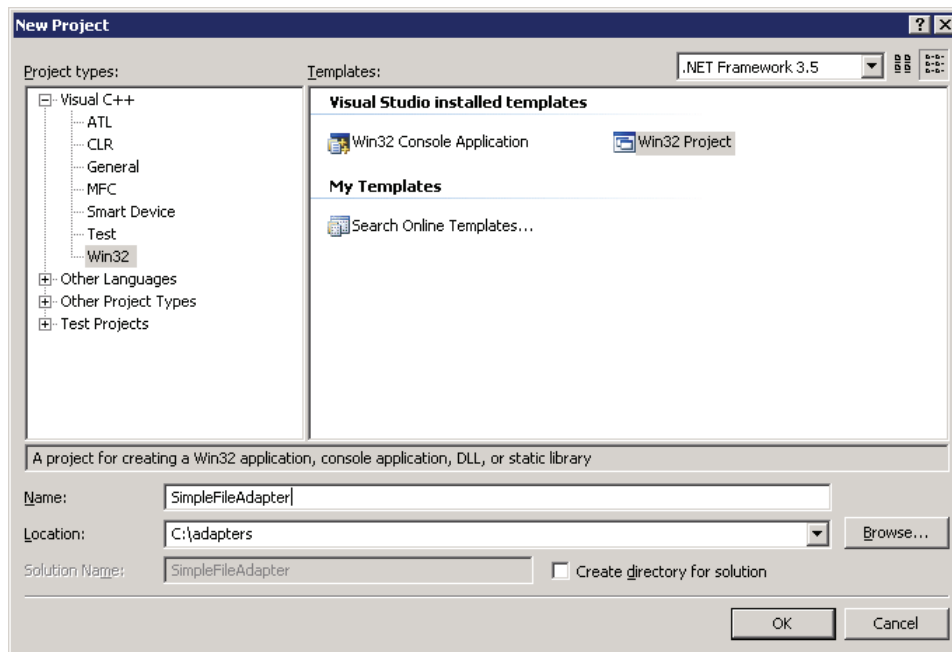 New Project
Project types:
Templates:
.NET Framework 3.5
Visual C++
ATL
CLR
General
MFC
Smart Device
Test
Win32
Other Languages
Other Project Types
Test Projects
Visual Studio installed templates
Win32 Console Application
Win32 Project
My Templates
Search Online Templates...
A project for creating a Win32 application, console application, DLL, or static library
Name:
SimpleFileAdapter
Location:
C:\adapters
Browse...
Solution Name:
SimpleFileAdapter
Create directory for solution
OK
Cancel